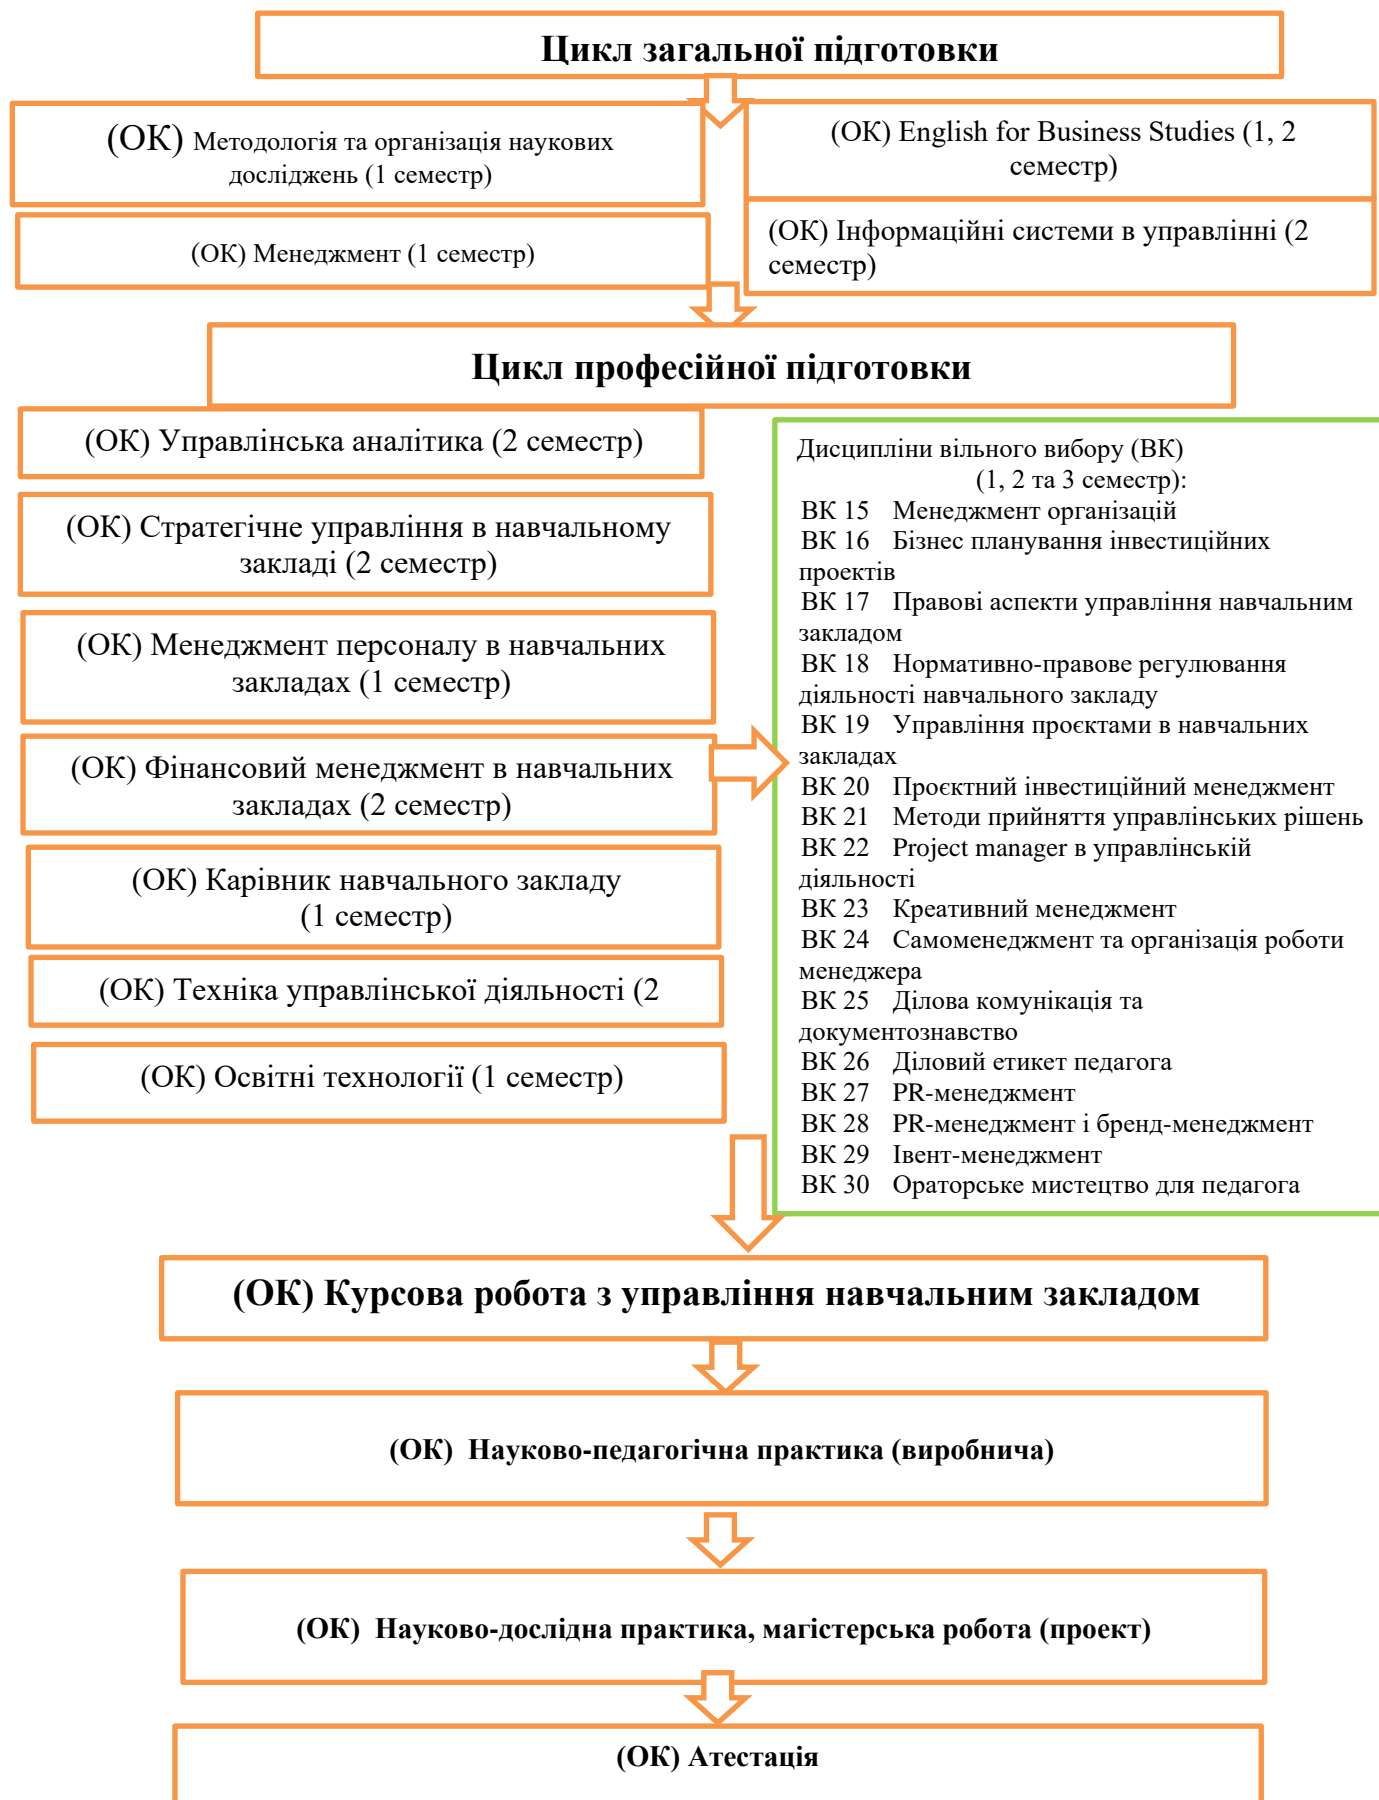 Цикл загальної підготовки
(ОК) Методологія та організація наукових
досліджень (1 семестр)
(ОК) English for Business Studies (1, 2
семестр)
(ОК) Менеджмент (1 семестр)
(ОК) Інформаційні системи в управлінні (2
семестр)
Цикл професійної підготовки
(ОК) Управлінська аналітика (2 семестр)
(ОК) Стратегічне управління в навчальному
закладі (2 семестр)
(ОК) Менеджмент персоналу в навчальних
закладах (1 семестр)
(ОК) Фінансовий менеджмент в навчальних
закладах (2 семестр)
(ОК) Карівник навчального закладу
(1 семестр)
(ОК) Техніка управлінської діяльності (2
(ОК) Освітні технології (1 семестр)
Дисципліни вільного вибору (ВК)
(1, 2 та 3 семестр):
ВК 15 Менеджмент організацій
ВК 16 Бізнес планування інвестиційних
проектів
ВК 17 Правові аспекти управління навчальним
закладом
ВК 18 Нормативно-правове регулювання
діяльності навчального закладу
ВК 19 Управління проєктами в навчальних
закладах
ВК 20 Проєктний інвестиційний менеджмент
ВК 21 Методи прийняття управлінських рішень
ВК 22 Project manager в управлінській
діяльності
ВК 23 Креативний менеджмент
ВК 24 Самоменеджмент та організація роботи
менеджера
ВК 25 Ділова комунікація та
документознавство
ВК 26 Діловий етикет педагога
ВК 27 PR-менеджмент
ВК 28 PR-менеджмент і бренд-менеджмент
ВК 29 Івент-менеджмент
ВК 30 Ораторське мистецтво для педагога
(ОК) Курсова робота з управління навчальним закладом
(ОК) Науково-педагогічна практика (виробнича)
(ОК) Науково-дослідна практика, магістерська робота (проект)
(ОК) Атестація